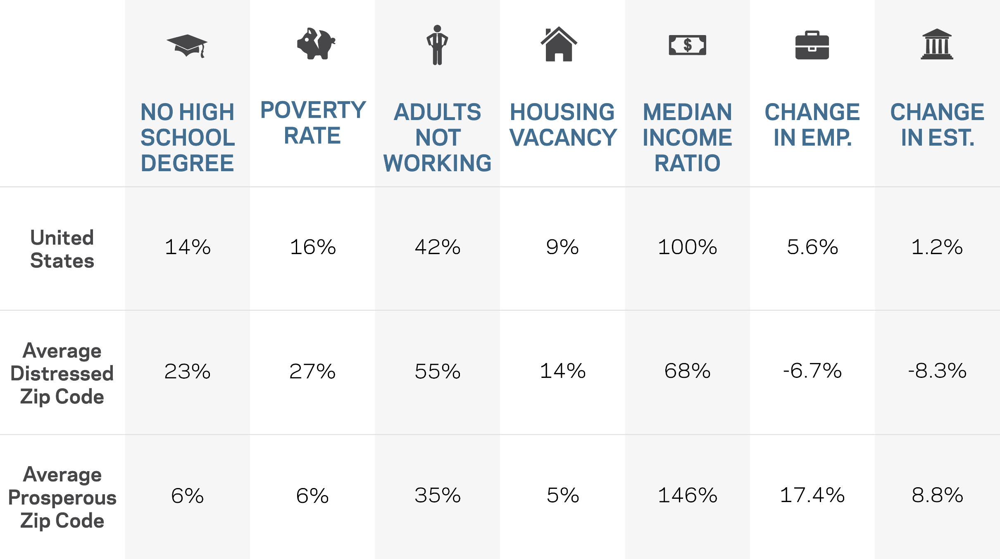 NO HIGH
SCHOOL
DEGREE
POVERTY
RATE
ADULTS
NOT
WORKING
HOUSING
VACANCY
MEDIAN
INCOME
RATIO
CHANGE
IN EMP.
CHANGE
IN EST.
United
States
14% 16% 42% 9% 100% 5.6% 1.2%
Average
Distressed
Zip Code
23% 27% 55% 14% 68% -6.7% -8.3%
Average
Prosperous
Zip Code
6% 6% 35% 5% 146% 17.4% 8.8%